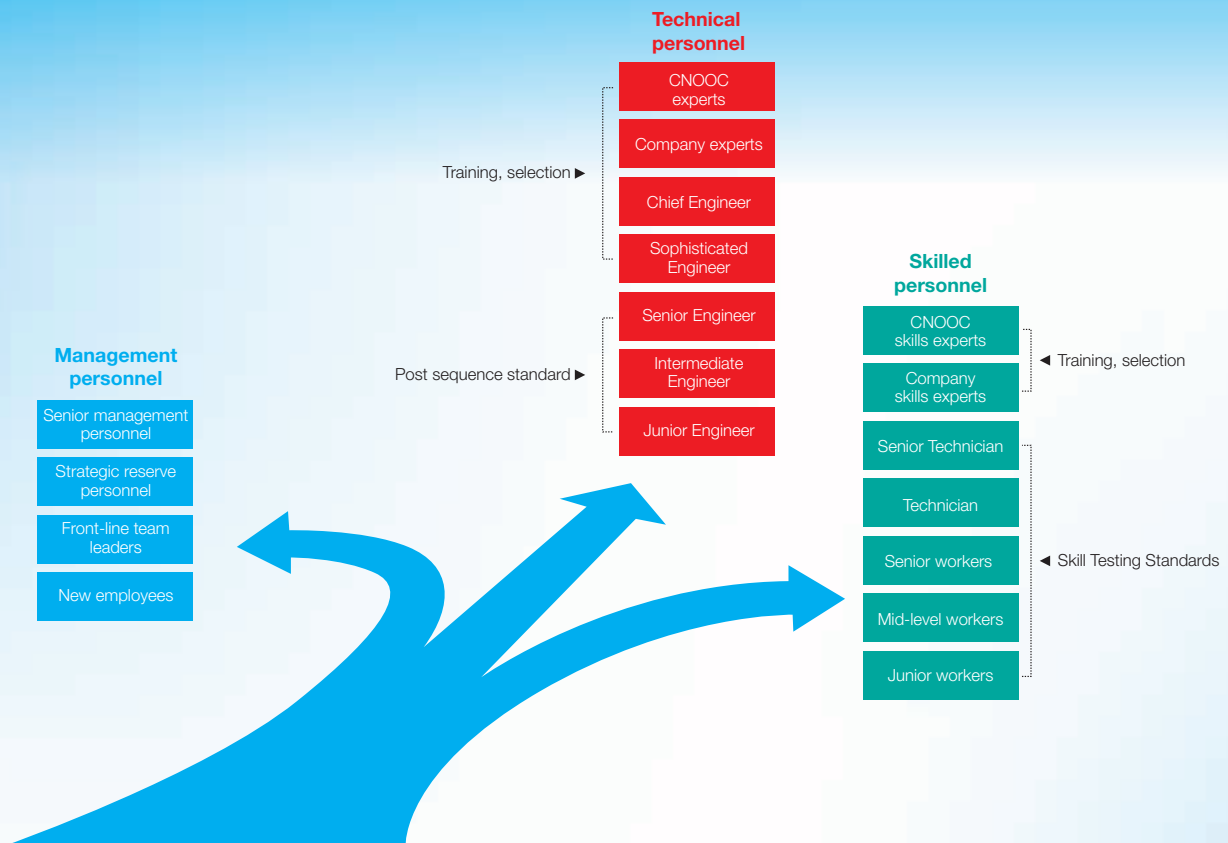 Technical
personnel
CNOOC
experts
Company experts
Training, selection ▶
Chief Engineer
Sophisticated
Engineer
Senior Engineer
Post sequence standard ▶
Intermediate
Engineer
Junior Engineer
Skilled
personnel
CNOOC
skills experts
◀ Training, selection
Company
skills experts
Senior Technician
Technician
Senior workers
◀ Skill Testing Standards
Mid-level workers
Junior workers
Management
personnel
Senior management
personnel
Strategic reserve
personnel
Front-line team
leaders
New employees